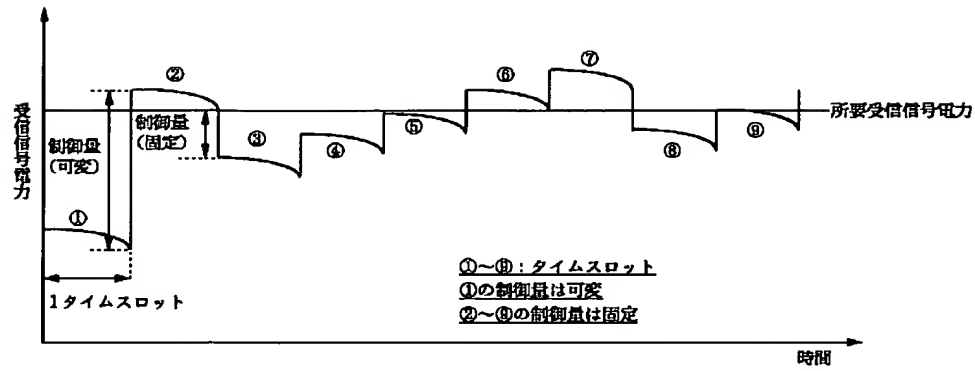 受信信号電力
制御量
(可変)
①
②
制御量
(固定)
③
④
⑤
⑥
⑦
⑧
⑨
所要受信信号電力
1タイムスロット
①~⑨:タイムスロット
①の制御量は可変
②~⑨の制御量は固定
時間